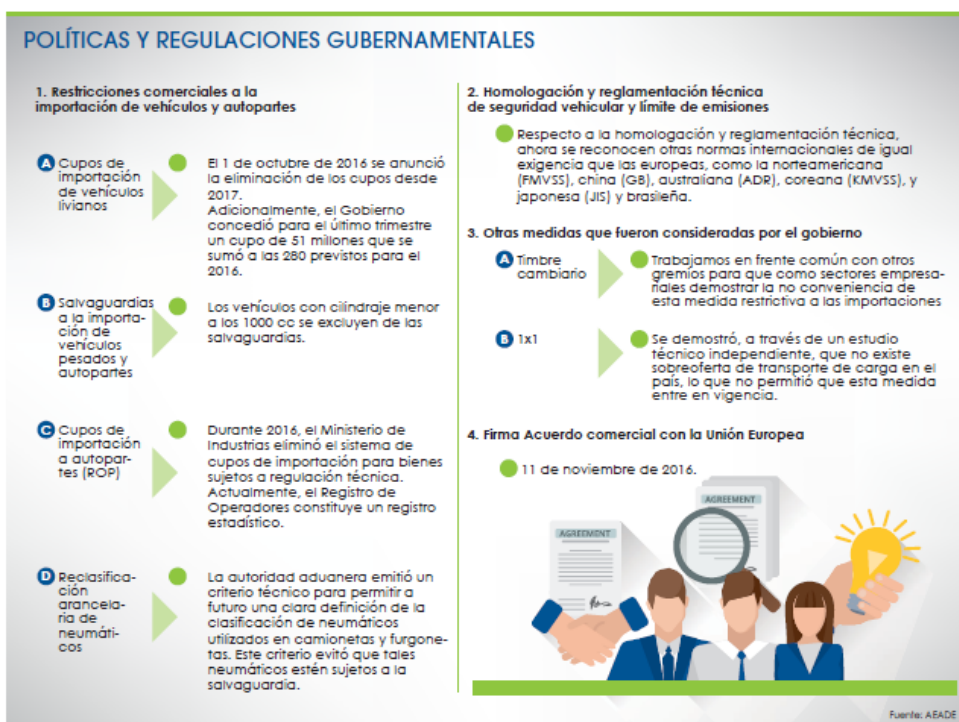 POLÍTICAS Y REGULACIONES GUBERNAMENTALES
1. Restricciones comerciales a la
importación de vehículos y autopartes
A Cupos de
importación
de vehículos
livianos
El 1 de octubre de 2016 se anunció
la eliminación de los cupos desde
2017.
Adicionalmente, el Gobierno
concedió para el último trimestre
un cupo de 51 millones que se
sumó a las 280 previstos para el
2016.
B Salvaguardias
a la importa-
ción de
vehículos
pesados y
autopartes
Los vehículos con cilindraje menor
a los 1000 cc se excluyen de las
salvaguardias.
C Cupos de
importación
a autopar-
tes (ROP)
Durante 2016, el Ministerio de
Industrias eliminó el sistema de
cupos de importación para bienes
sujetos a regulación técnica.
Actualmente, el Registro de
Operadores constituye un registro
estadístico.
D Reclasifica-
ción
arancela-
ria de
neumáti-
cos
La autoridad aduanera emitió un
criterio técnico para permitir a
futuro una clara definición de la
clasificación de neumáticos
utilizados en camionetas y furgone-
tas. Este criterio evitó que tales
neumáticos estén sujetos a la
salvaguardia.
2. Homologación y reglamentación técnica
de seguridad vehicular y límite de emisiones
Respecto a la homologación y reglamentación técnica,
ahora se reconocen otras normas internacionales de igual
exigencia que las europeas, como la norteamericana
(FMVSS), china (GB), australiana (ADR), coreana (KMVSS), y
japonesa (JIS) y brasileña.
3. Otras medidas que fueron consideradas por el gobierno
A Timbre
cambiario
Trabajamos en frente común con otros
gremios para que como sectores empresa-
riales demostrar la no conveniencia de
esta medida restrictiva a las importaciones
B 1x1
Se demostró, a través de un estudio
técnico independiente, que no existe
sobreoferta de transporte de carga en el
país, lo que no permitió que esta medida
entre en vigencia.
4. Firma Acuerdo comercial con la Unión Europea
11 de noviembre de 2016.
AGREEMENT
AGREEMENT
Fuente: AEADE